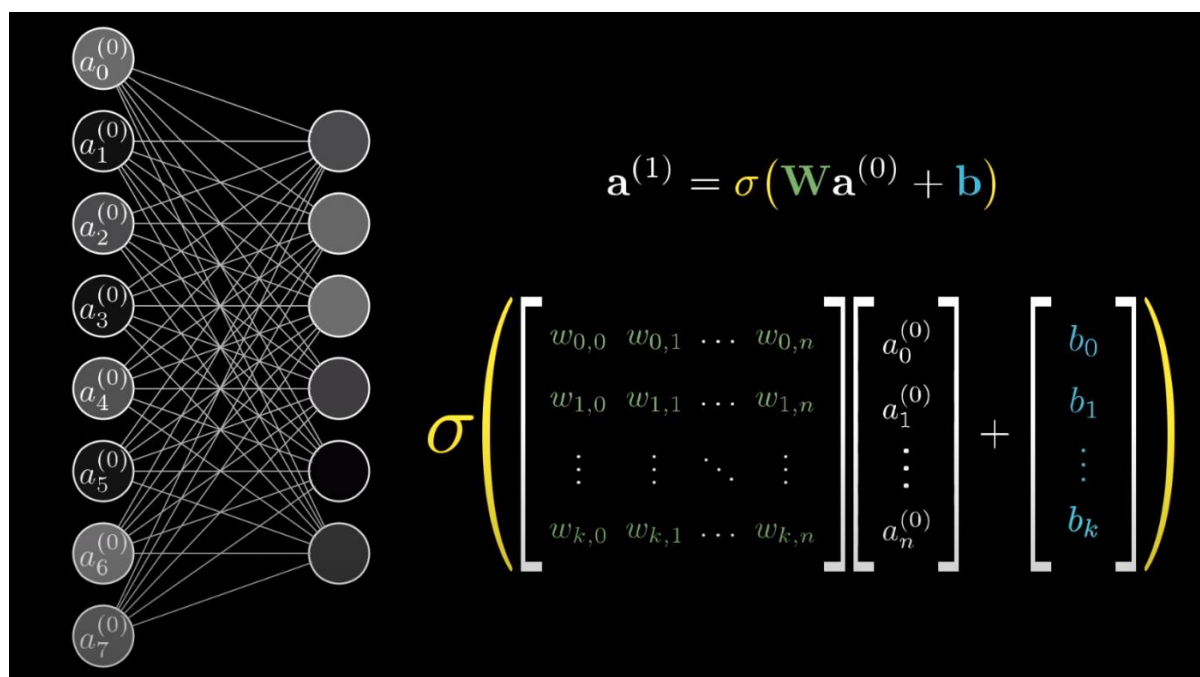 a_0^{(0)}
a_1^{(0)}
a_2^{(0)}
a_3^{(0)}
a_4^{(0)}
a_5^{(0)}
a_6^{(0)}
a_7^{(0)}
𝐚^{(1)} = σ(𝐖𝐚^{(0)} + 𝐛)
σ ( [ w_{0,0} w_{0,1} … w_{0,n} ] [ a_0^{(0)} ] + [ b_0 ] )
w_{1,0} w_{1,1} … w_{1,n} a_1^{(0)} b_1
⋮ ⋮ ⋱ ⋮ ⋮ ⋮
w_{k,0} w_{k,1} … w_{k,n} a_n^{(0)} b_k